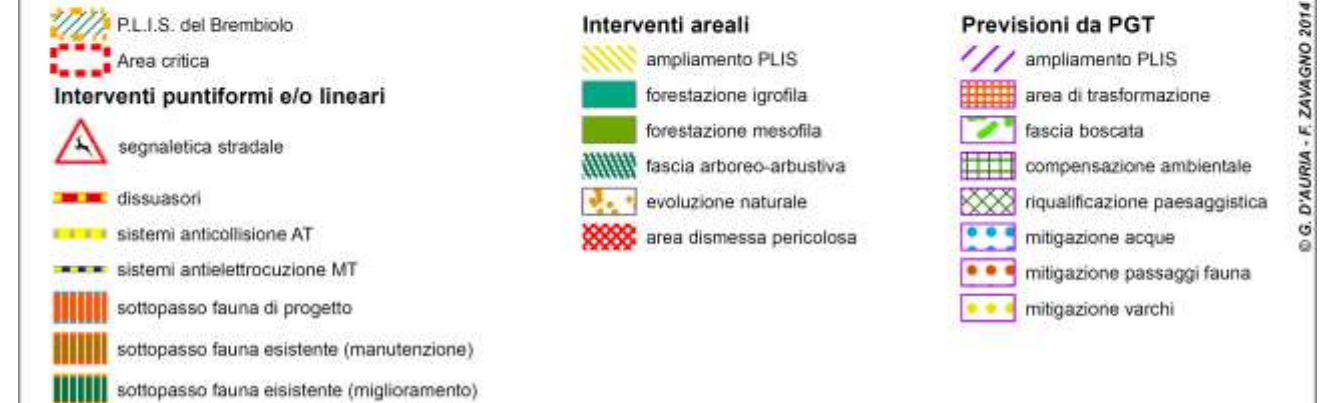 P.L.I.S. del Brembiolo
Area critica
Interventi puntiformi e/o lineari
segnaletica stradale
dissuasori
sistemi anticollisione AT
sistemi antielettrocuzione MT
sottopasso fauna di progetto
sottopasso fauna esistente (manutenzione)
sottopasso fauna eisistente (miglioramento)
Interventi areali
ampliamento PLIS
forestazione igrofila
forestazione mesofila
fascia arboreo-arbustiva
evoluzione naturale
area dismessa pericolosa
Previsioni da PGT
ampliamento PLIS
area di trasformazione
fascia boscata
compensazione ambientale
riqualificazione paesaggistica
mitigazione acque
mitigazione passaggi fauna
mitigazione varchi
© G. D'AURIA - F. ZAVAGNO 2014